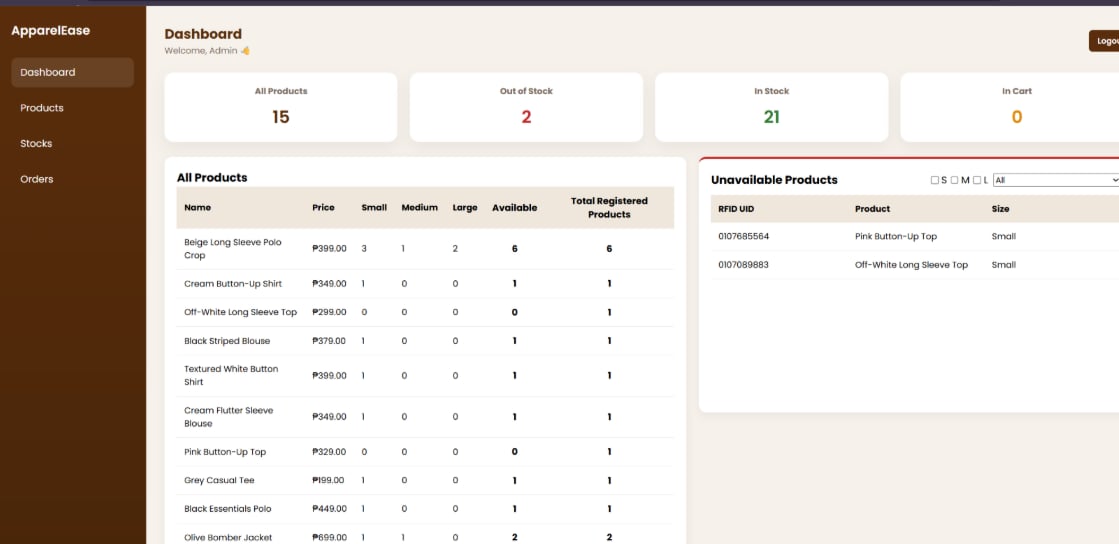 ApparelEase
Dashboard
Products
Stocks
Orders
Dashboard
Welcome, Admin 👋
Logou
All Products
15
Out of Stock
2
In Stock
21
In Cart
0
All Products
Name Price Small Medium Large Available Total Registered Products
Beige Long Sleeve Polo Crop ₱399.00 3 1 2 6 6
Cream Button-Up Shirt ₱349.00 1 0 0 1 1
Off-White Long Sleeve Top ₱299.00 0 0 0 0 1
Black Striped Blouse ₱379.00 1 0 0 1 1
Textured White Button Shirt ₱399.00 1 0 0 1 1
Cream Flutter Sleeve Blouse ₱349.00 1 0 0 1 1
Pink Button-Up Top ₱329.00 0 0 0 0 1
Grey Casual Tee ₱199.00 1 0 0 1 1
Black Essentials Polo ₱449.00 1 0 0 1 1
Olive Bomber Jacket ₱699.00 1 1 0 2 2
Unavailable Products
S M L All
RFID UID Product Size
0107685564 Pink Button-Up Top Small
0107089883 Off-White Long Sleeve Top Small